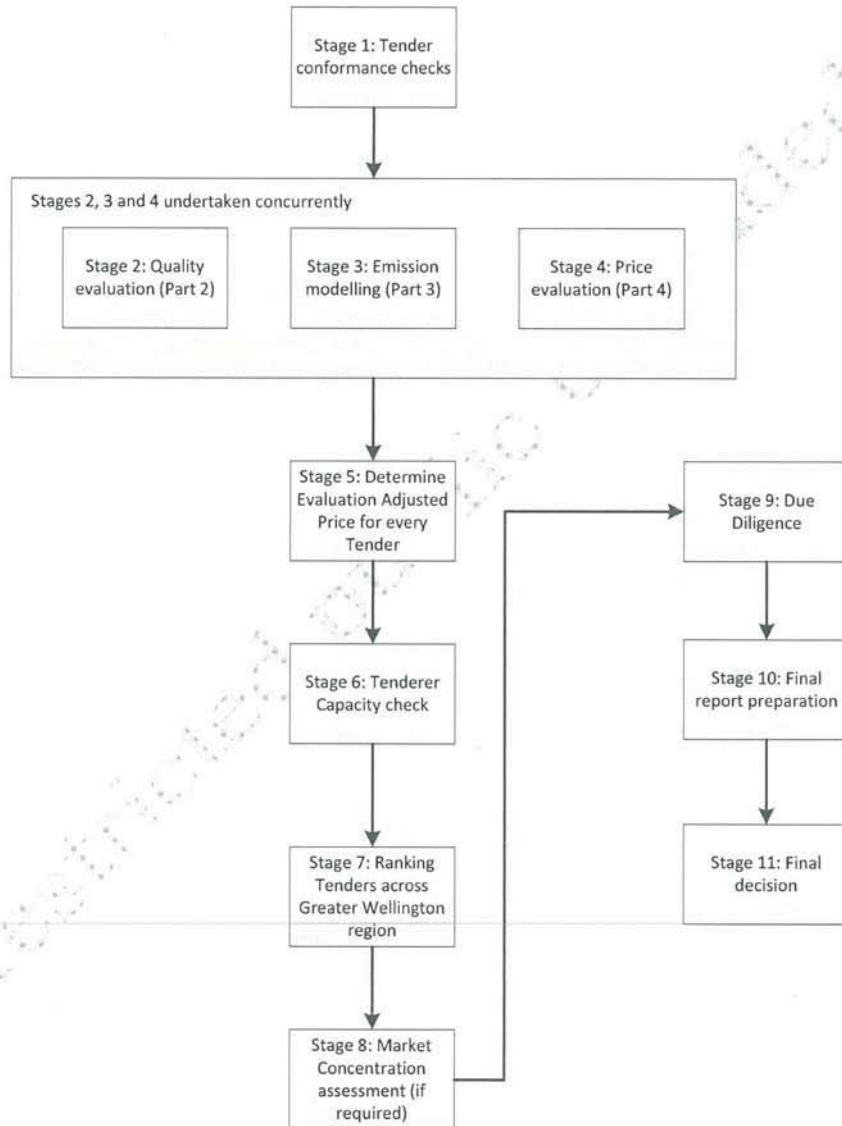 Stage 1: Tender
conformance checks
Stages 2, 3 and 4 undertaken concurrently
Stage 2: Quality
evaluation (Part 2)
Stage 3: Emission
modelling (Part 3)
Stage 4: Price
evaluation (Part 4)
Stage 5: Determine
Evaluation Adjusted
Price for every
Tender
Stage 6: Tenderer
Capacity check
Stage 7: Ranking
Tenders across
Greater Wellington
region
Stage 8: Market
Concentration
assessment (if
required)
Stage 9: Due
Diligence
Stage 10: Final
report preparation
Stage 11: Final
decision